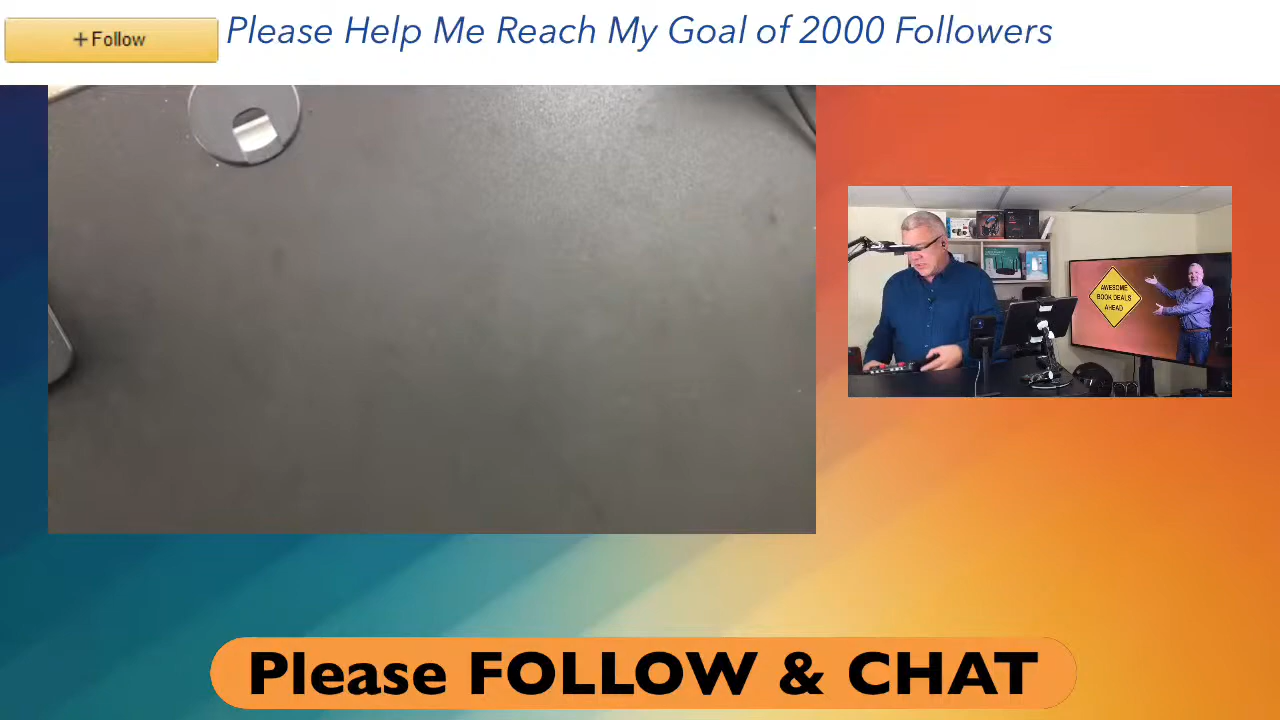 +Follow
Please Help Me Reach My Goal of 2000 Followers
AWESOME
BOOK DEALS
AHEAD
Please FOLLOW & CHAT